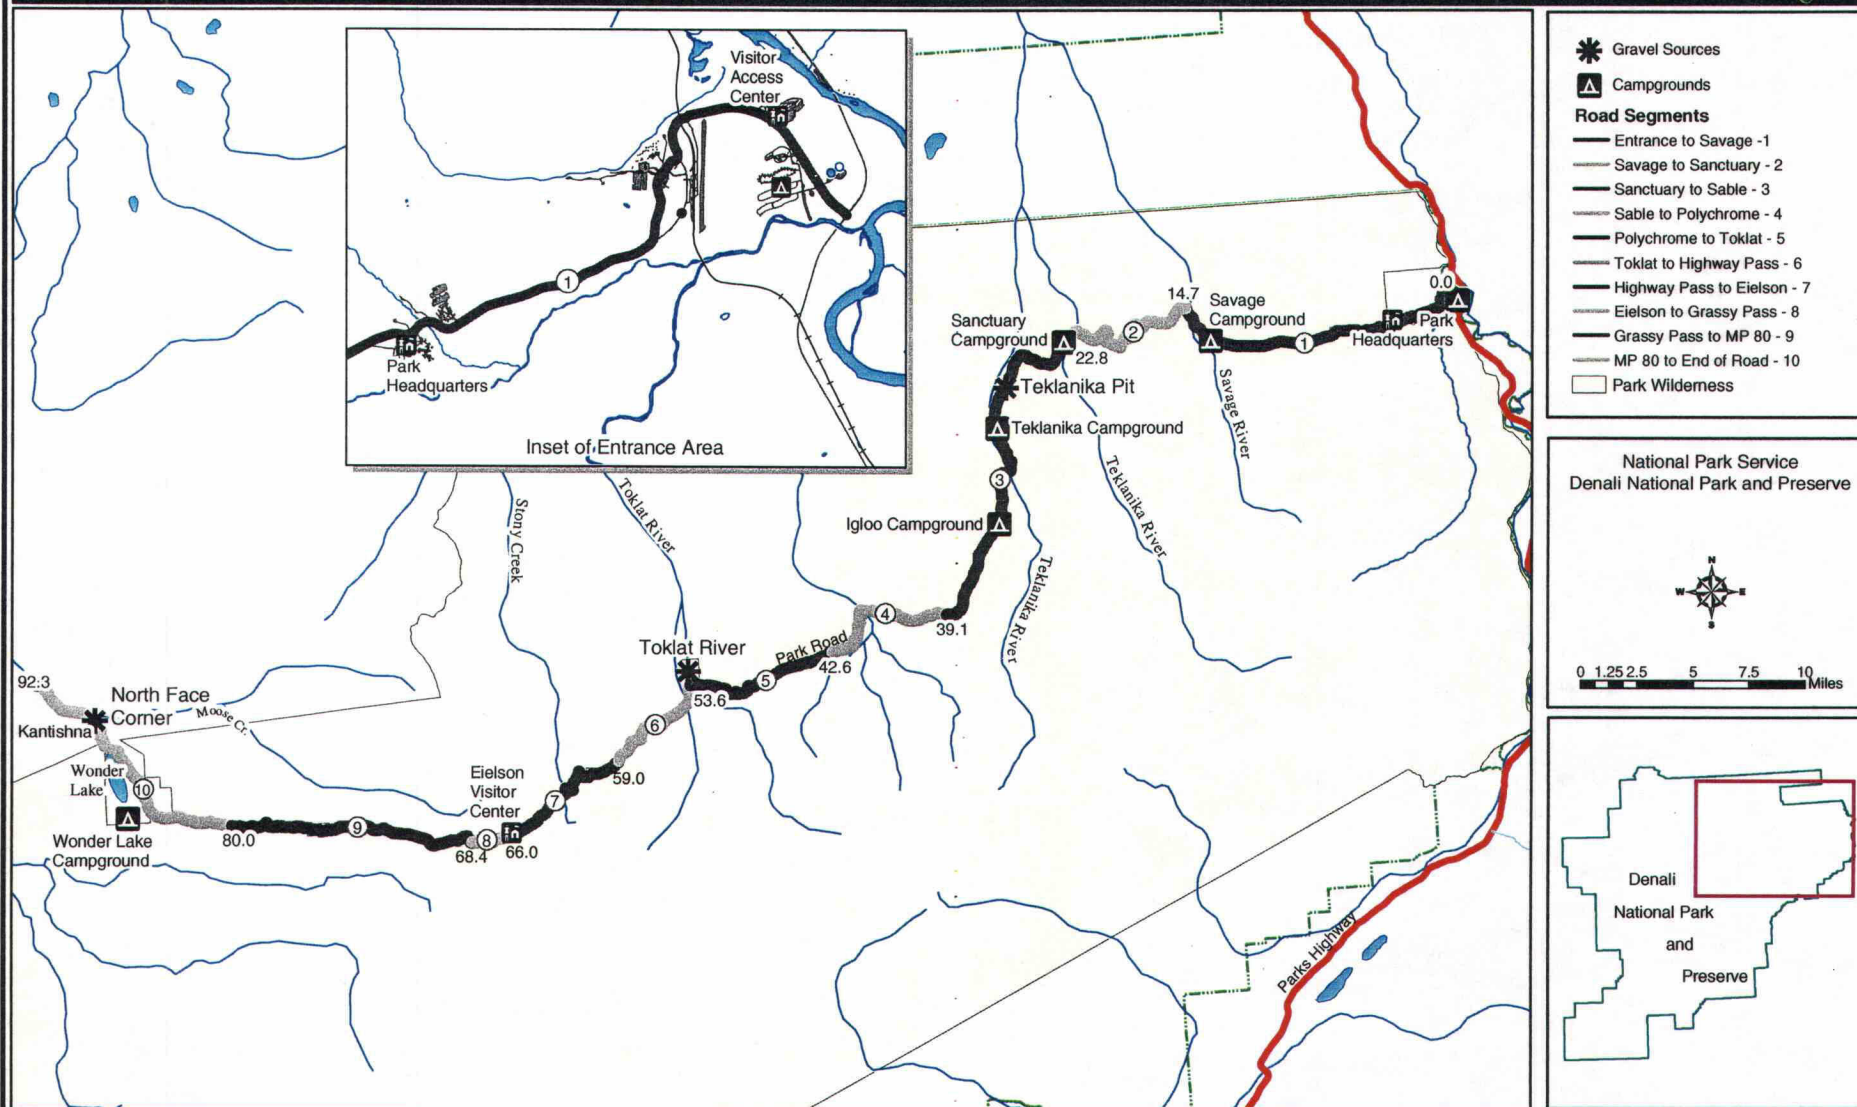 Visitor
Access
Center
1
Park
Headquarters
Inset of Entrance Area
0.0
14.7
Savage
Campground
Sanctuary
Campground
2
22.8
1
Park
Headquarters
Teklanika Pit
Teklanika Campground
Savage River
3
Teklanika River
Igloo Campground
Teklanika River
Toklat River
Stony Creek
4
39.1
Toklat River
Park Road
42.6
5
53.6
6
59.0
92.3
North Face
Corner
Kantishna
Moose Cr.
Wonder
Lake
10
Wonder Lake
Campground
80.0
9
Eielson
Visitor
Center
7
8
68.4
66.0
Parks Highway
Gravel Sources
Campgrounds
Road Segments
Entrance to Savage -1
Savage to Sanctuary - 2
Sanctuary to Sable - 3
Sable to Polychrome - 4
Polychrome to Toklat - 5
Toklat to Highway Pass - 6
Highway Pass to Eielson - 7
Eielson to Grassy Pass - 8
Grassy Pass to MP 80 - 9
MP 80 to End of Road - 10
Park Wilderness
National Park Service
Denali National Park and Preserve
N
W E
S
0 1.25 2.5 5 7.5 10
Miles
Denali
National Park
and
Preserve